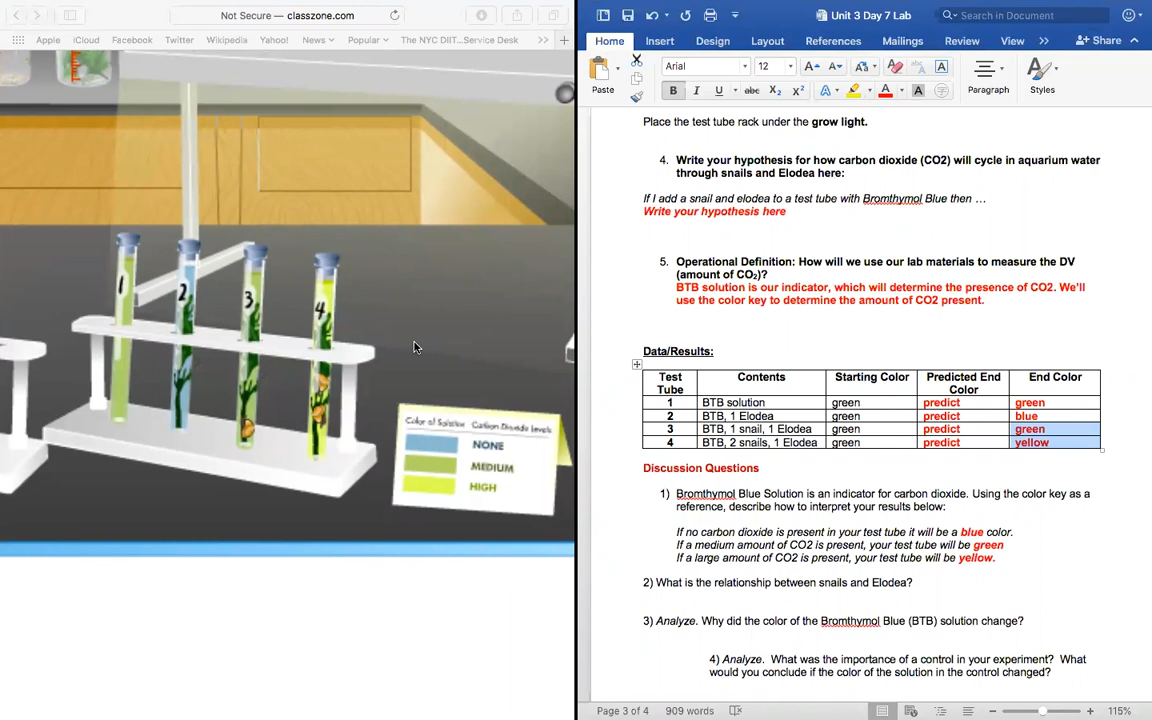 Not Secure — classzone.com
Apple iCloud Facebook Twitter Wikipedia Yahoo! News Popular The NYC DIIT...Service Desk
1
2
3
4
Color of Solution Carbon Dioxide levels
NONE
MEDIUM
HIGH
Unit 3 Day 7 Lab
Search in Document
Home Insert Design Layout References Mailings Review View Share
Paste
Arial 12
B I U abc X₂ X²
Paragraph
Styles
Place the test tube rack under the grow light.
4. Write your hypothesis for how carbon dioxide (CO2) will cycle in aquarium water
through snails and Elodea here:
If I add a snail and elodea to a test tube with Bromthymol Blue then …
Write your hypothesis here
5. Operational Definition: How will we use our lab materials to measure the DV
(amount of CO₂)?
BTB solution is our indicator, which will determine the presence of CO2. We'll
use the color key to determine the amount of CO2 present.
Data/Results:
Test Tube Contents Starting Color Predicted End Color End Color
1 BTB solution green predict green
2 BTB, 1 Elodea green predict blue
3 BTB, 1 snail, 1 Elodea green predict green
4 BTB, 2 snails, 1 Elodea green predict yellow
Discussion Questions
1) Bromthymol Blue Solution is an indicator for carbon dioxide. Using the color key as a
reference, describe how to interpret your results below:
If no carbon dioxide is present in your test tube it will be a blue color.
If a medium amount of CO2 is present, your test tube will be green
If a large amount of CO2 is present, your test tube will be yellow.
2) What is the relationship between snails and Elodea?
3) Analyze. Why did the color of the Bromthymol Blue (BTB) solution change?
4) Analyze. What was the importance of a control in your experiment? What
would you conclude if the color of the solution in the control changed?
Page 3 of 4 909 words 115%